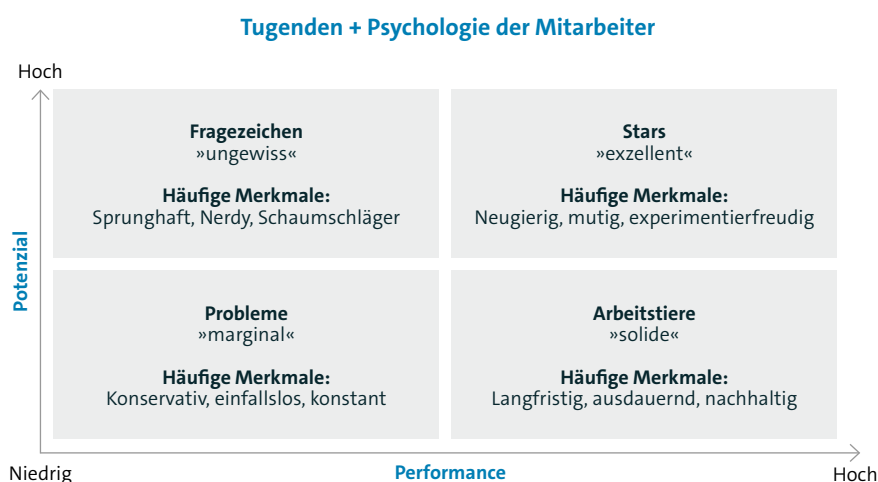 Tugenden + Psychologie der Mitarbeiter
Hoch
Fragezeichen
»ungewiss«
Häufige Merkmale:
Sprunghaft, Nerdy, Schaumschläger
Stars
»exzellent«
Häufige Merkmale:
Neugierig, mutig, experimentierfreudig
Potenzial
Probleme
»marginal«
Häufige Merkmale:
Konservativ, einfallslos, konstant
Arbeitstiere
»solide«
Häufige Merkmale:
Langfristig, ausdauernd, nachhaltig
Niedrig
Performance
Hoch